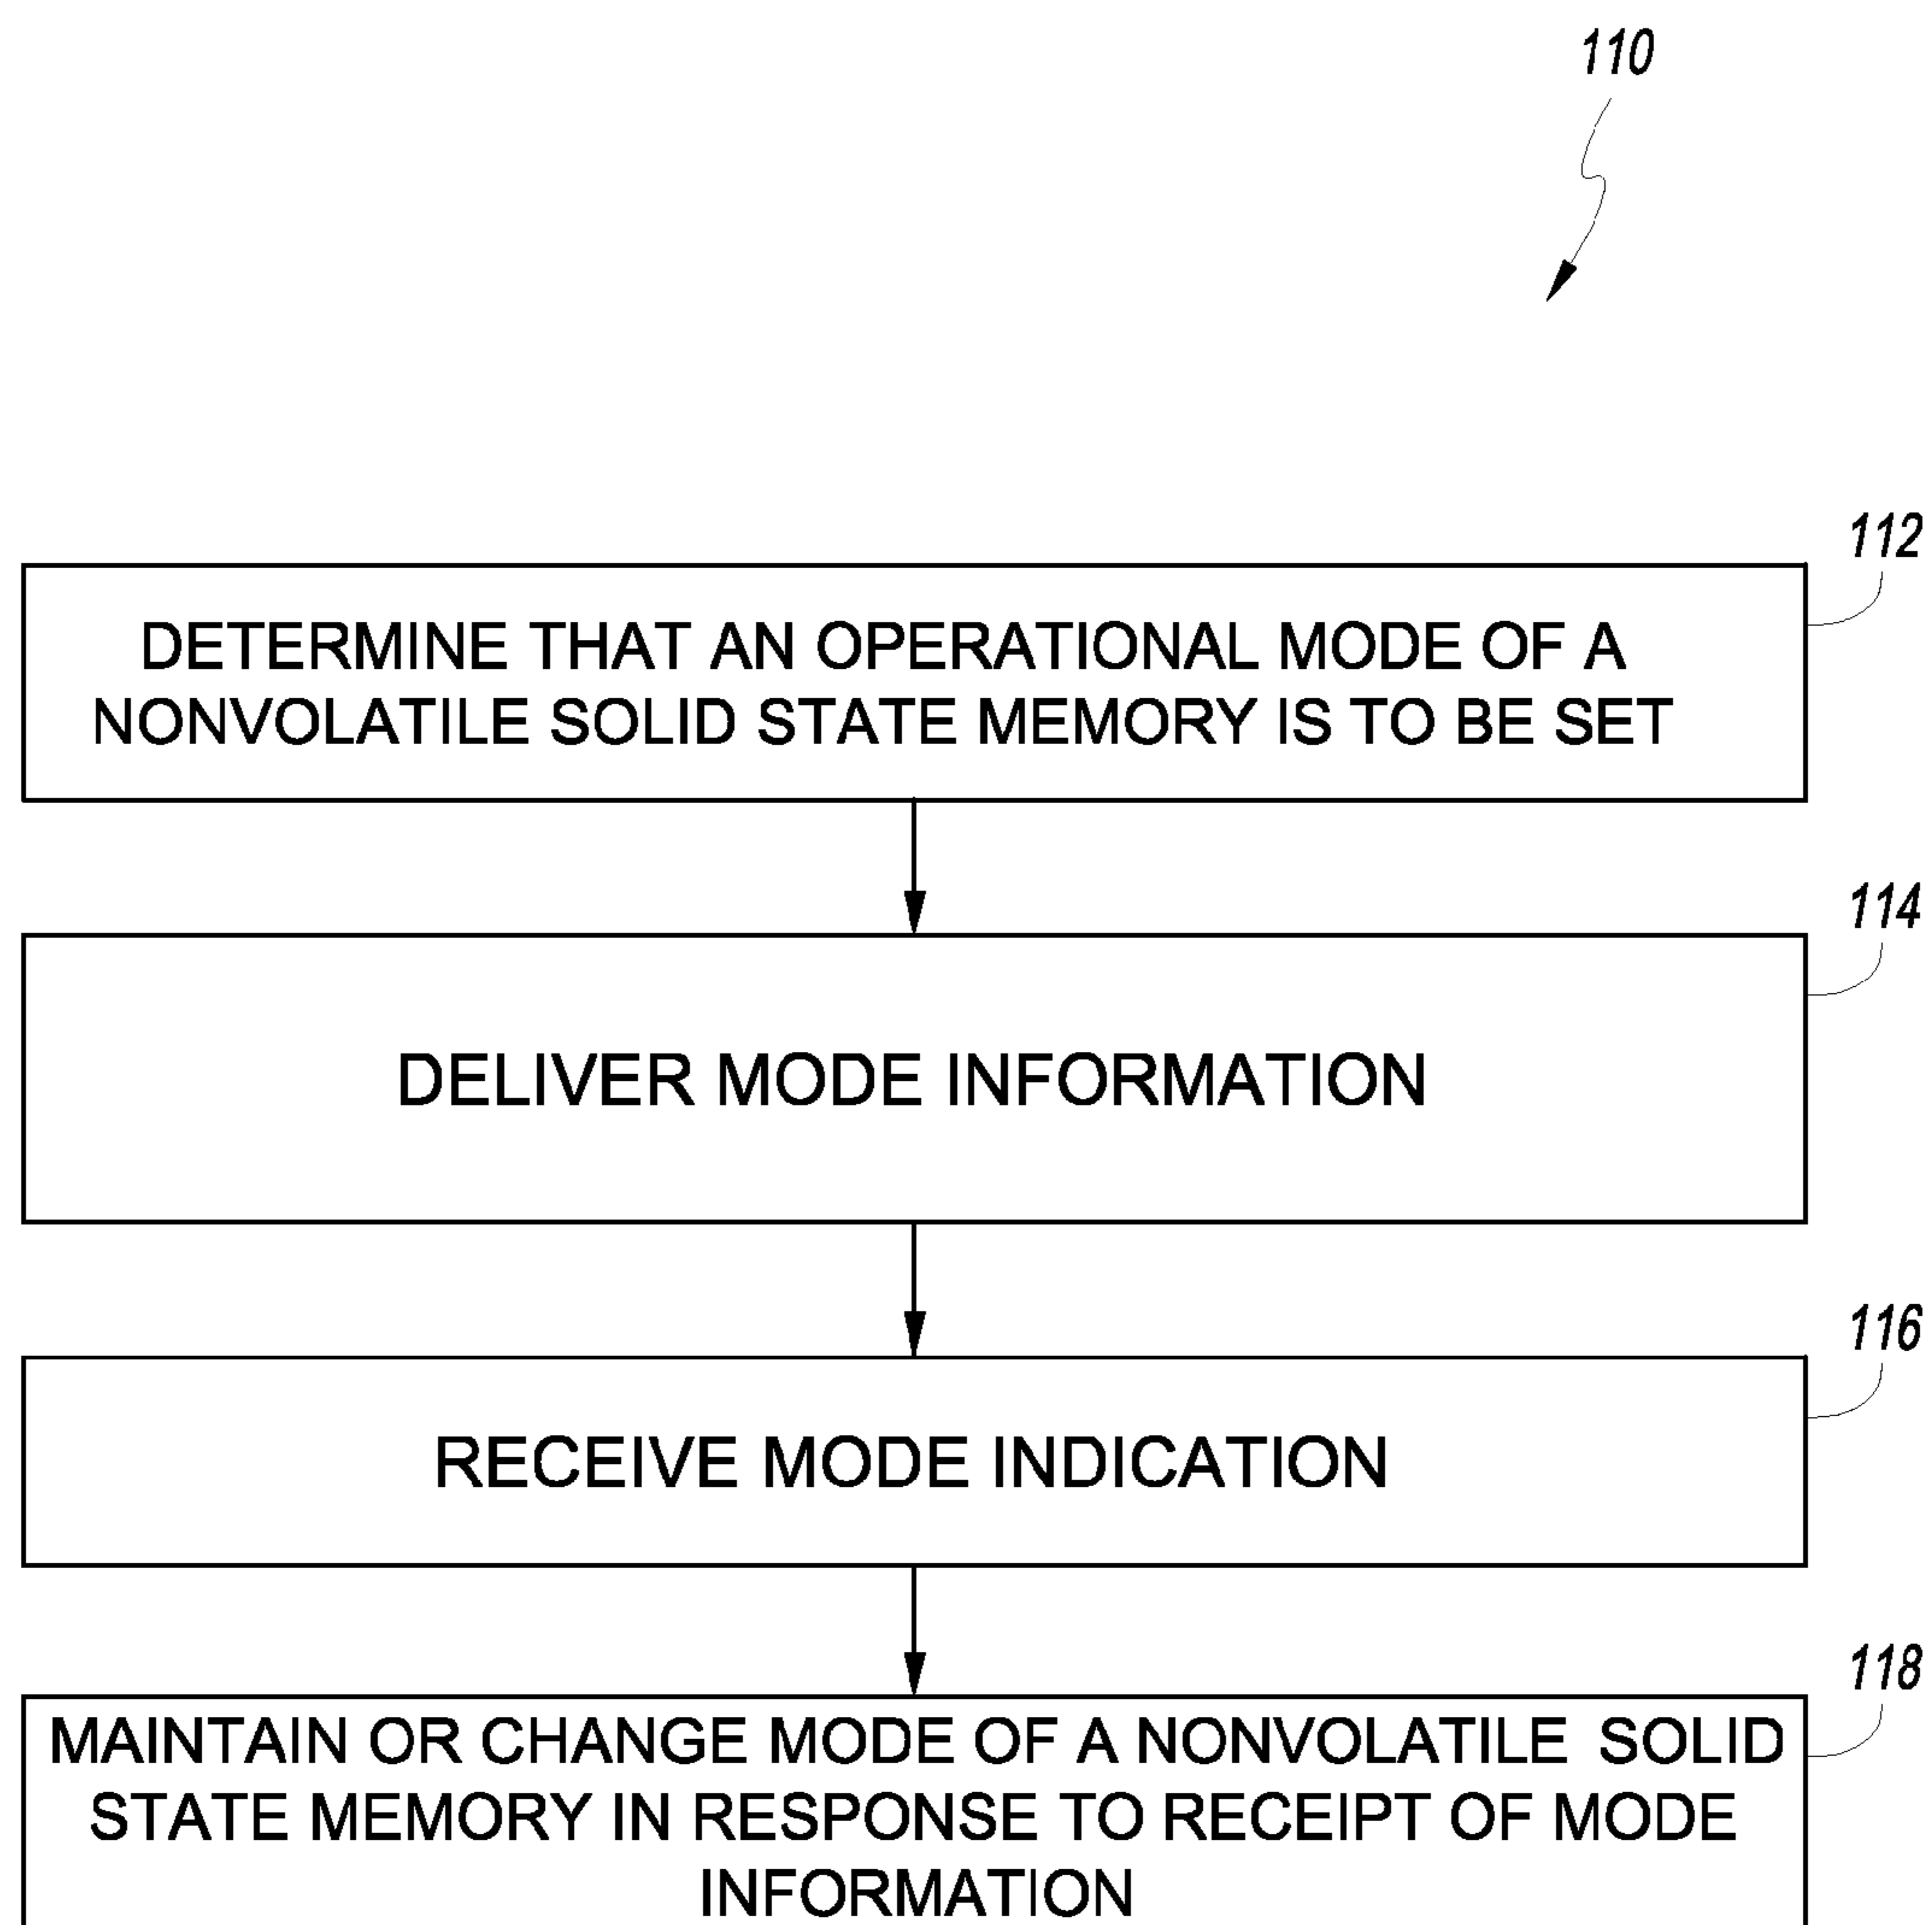 110
112
DETERMINE THAT AN OPERATIONAL MODE OF A
NONVOLATILE SOLID STATE MEMORY IS TO BE SET
114
DELIVER MODE INFORMATION
116
RECEIVE MODE INDICATION
118
MAINTAIN OR CHANGE MODE OF A NONVOLATILE SOLID
STATE MEMORY IN RESPONSE TO RECEIPT OF MODE
INFORMATION